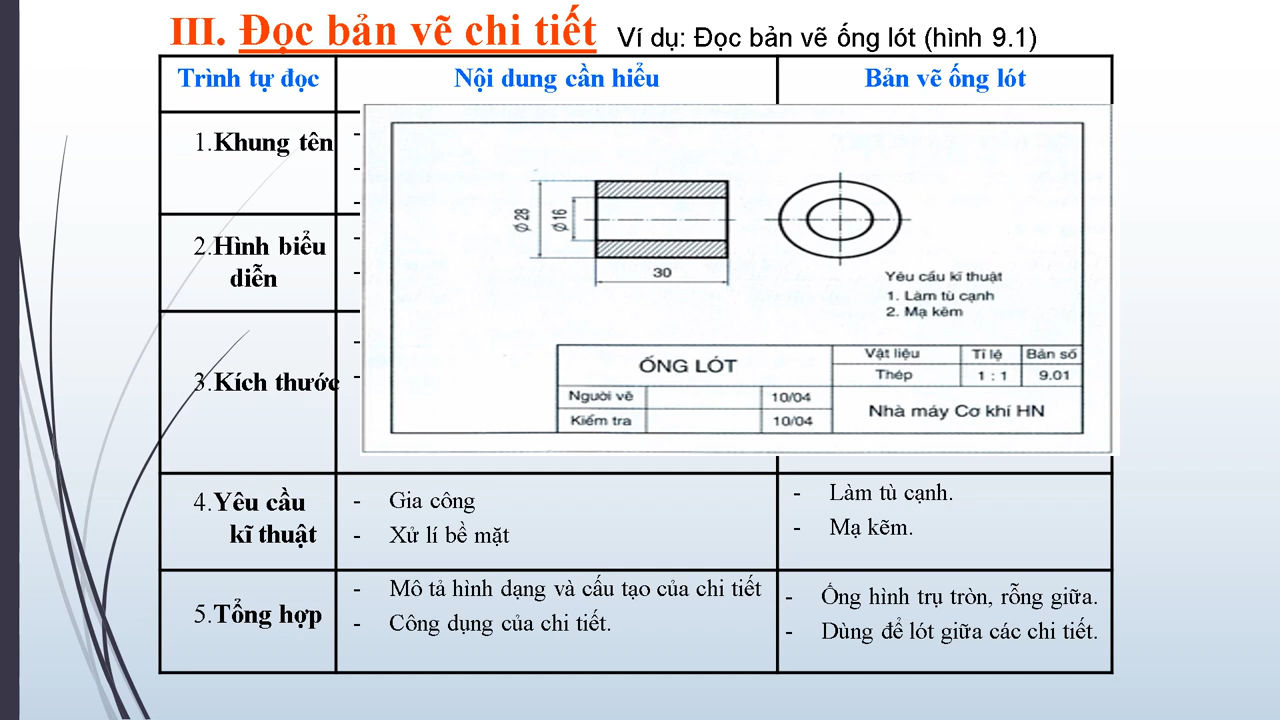 III. Đọc bản vẽ chi tiết Ví dụ: Đọc bản vẽ ống lót (hình 9.1)
Trình tự đọc Nội dung cần hiểu Bản vẽ ống lót
1.Khung tên
-
-
2.Hình biểu
diễn
-
-
3.Kích thước
-
-
Ø 28
Ø 16
30
Yêu cầu kĩ thuật
1. Làm tù cạnh
2. Mạ kẽm
ỐNG LÓT
Vật liệu Tỉ lệ Bản số
Thép 1 : 1 9.01
Người vẽ 10/04
Kiểm tra 10/04
Nhà máy Cơ khí HN
4.Yêu cầu
kĩ thuật
- Gia công
- Xử lí bề mặt
- Làm tù cạnh.
- Mạ kẽm.
5.Tổng hợp
- Mô tả hình dạng và cấu tạo của chi tiết
- Công dụng của chi tiết.
- Ống hình trụ tròn, rỗng giữa.
- Dùng để lót giữa các chi tiết.